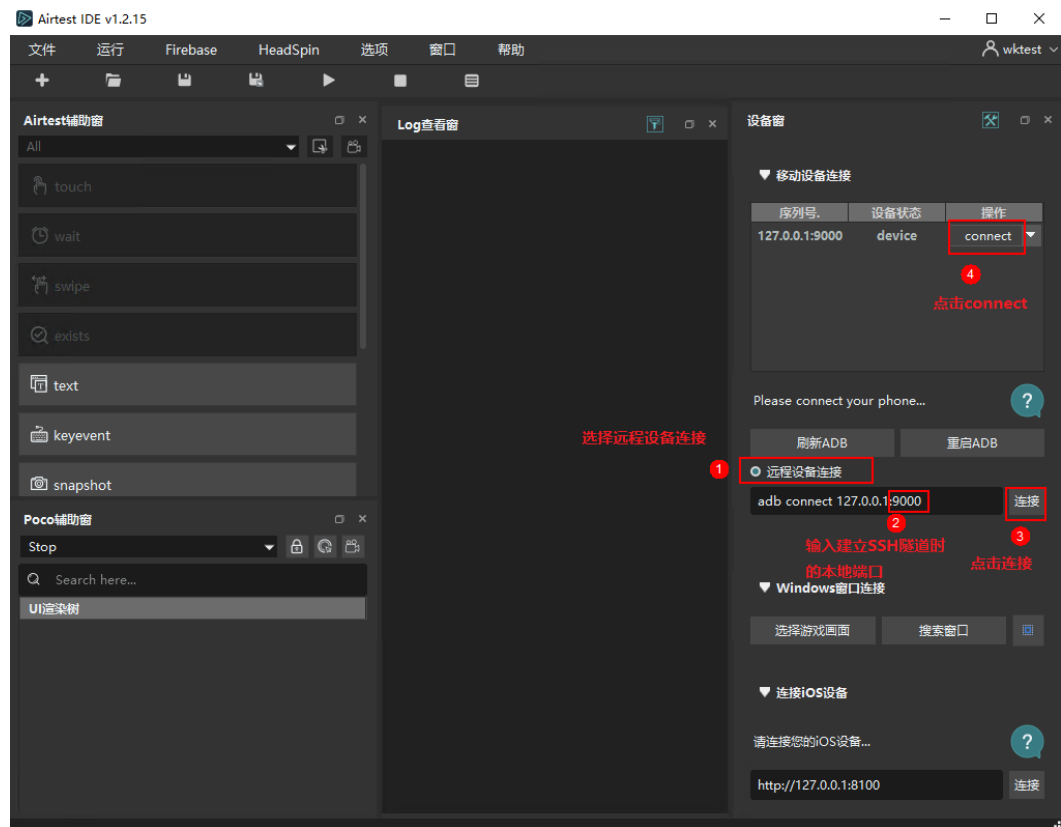 Airtest IDE v1.2.15
文件 运行 Firebase HeadSpin 选项 窗口 帮助 wktest
Airtest辅助窗
All
touch
wait
swipe
exists
text
keyevent
snapshot
Poco辅助窗
Stop
Search here...
UI渲染树
Log查看窗
选择远程设备连接
设备窗
移动设备连接
序列号. 设备状态 操作
127.0.0.1:9000 device connect
4
点击connect
Please connect your phone...
?
刷新ADB 重启ADB
1
远程设备连接
adb connect 127.0.0.1:9000 连接
2
输入建立SSH隧道时
的本地端口
3
点击连接
Windows窗口连接
选择游戏画面 搜索窗口
连接iOS设备
请连接您的iOS设备...
?
http://127.0.0.1:8100 连接